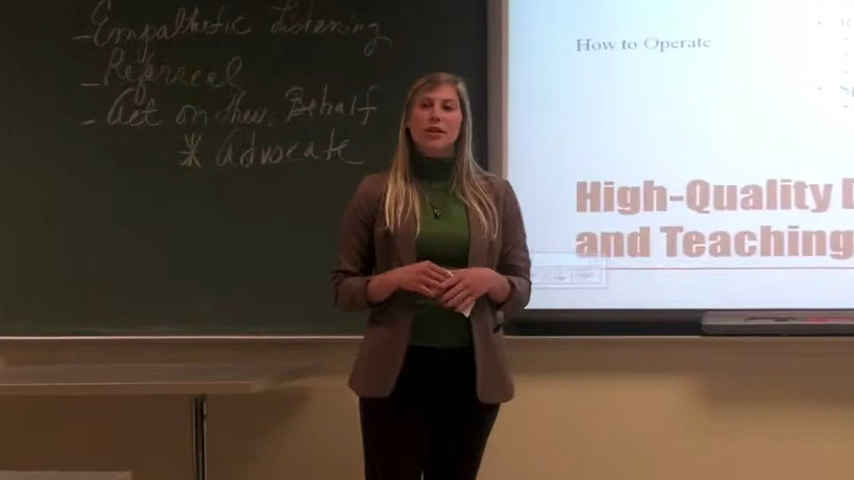 - Empathetic Listening
- Referral
- Act on their Behalf
* Advocate
How to Operate
High-Quality
and Teaching